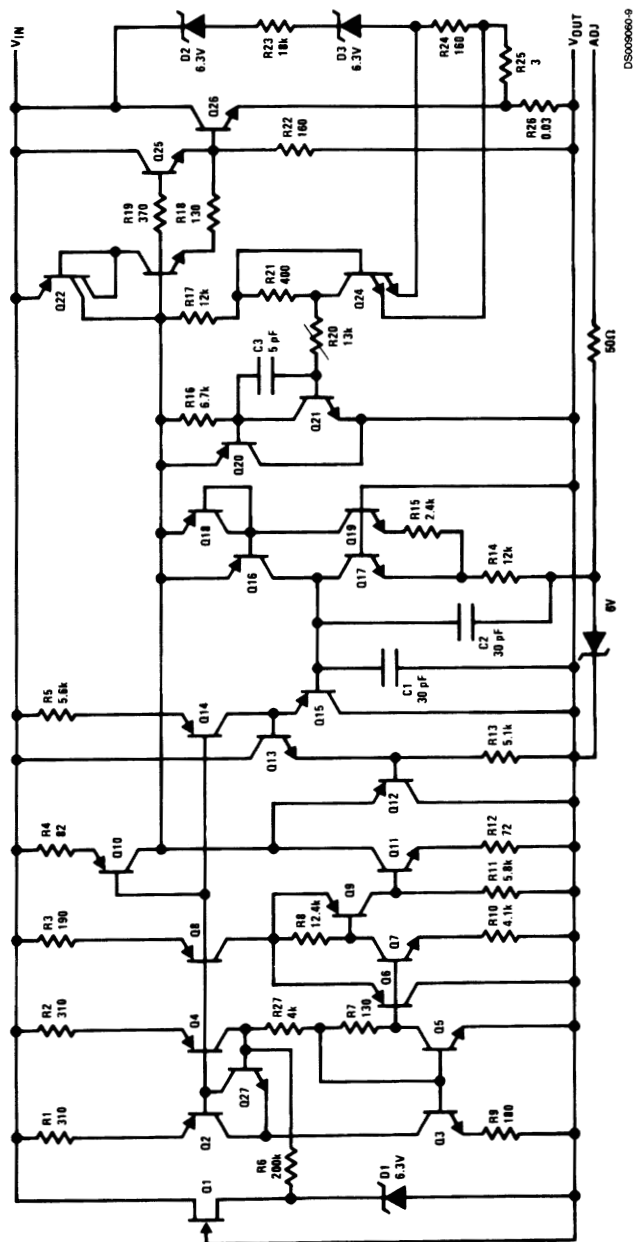 VIN
R1
310
R2
310
R3
190
R4
82
R5
5.6k
Q1
Q2
Q4
Q8
Q10
Q14
Q22
Q25
Q26
D2
6.3V
R23
18k
D3
6.3V
R24
160
R25
3
R26
0.03
R22
160
R19
370
R18
130
R17
12k
R21
400
Q24
R20
13k
C3
5 pF
R16
6.7k
Q20
Q21
Q18
Q16
Q19
Q17
R15
2.4k
R14
12k
C2
30 pF
C1
30 pF
Q15
Q13
Q12
R13
5.1k
Q11
R12
72
R11
5.8k
R10
4.1k
Q9
R8
12.4k
Q7
Q6
R27
4k
R7
130
Q5
Q27
Q3
R9
180
R6
200k
D1
6.3V
6V
50Ω
VOUT
ADJ
DS009060-9